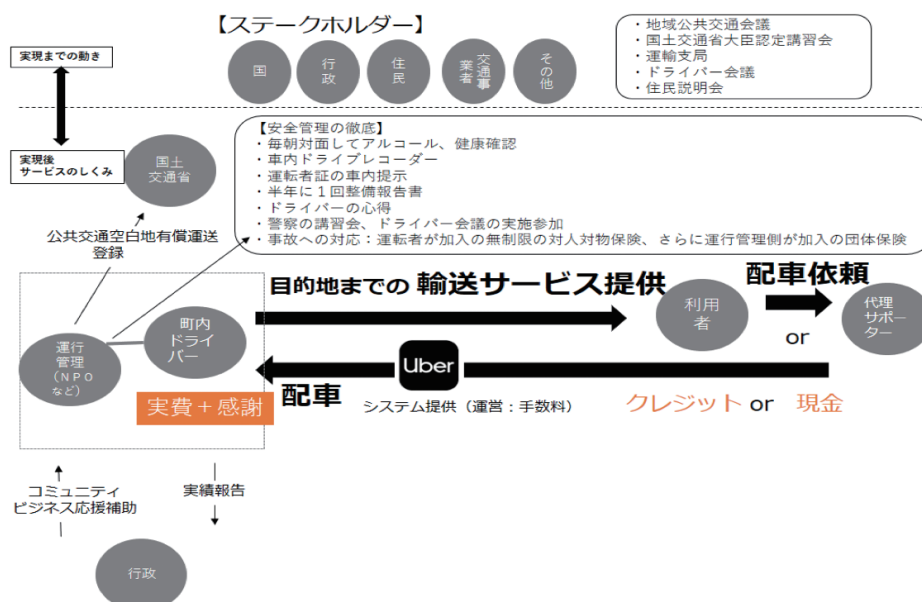 【ステークホルダー】
実現までの動き
国
行政
住民
交通事業者
その他
・地域公共交通会議
・国土交通省大臣認定講習会
・運輸支局
・ドライバー会議
・住民説明会
実現後
サービスのしくみ
国土
交通省
【安全管理の徹底】
・毎朝対面してアルコール、健康確認
・車内ドライブレコーダー
・運転者証の車内提示
・半年に１回整備報告書
・ドライバーの心得
・警察の講習会、ドライバー会議の実施参加
・事故への対応：運転者が加入の無制限の対人対物保険、さらに運行管理側が加入の団体保険
公共交通空白地有償運送
登録
目的地までの 輸送サービス提供
配車依頼
利用
者
代理
サポー
ター
or
町内
ドライ
バー
運行
管理
（ＮＰＯ
など）
実費＋感謝
配車
Uber
システム提供（運営：手数料）
クレジット or 現金
コミュニティ
ビジネス応援補助
実績報告
行政